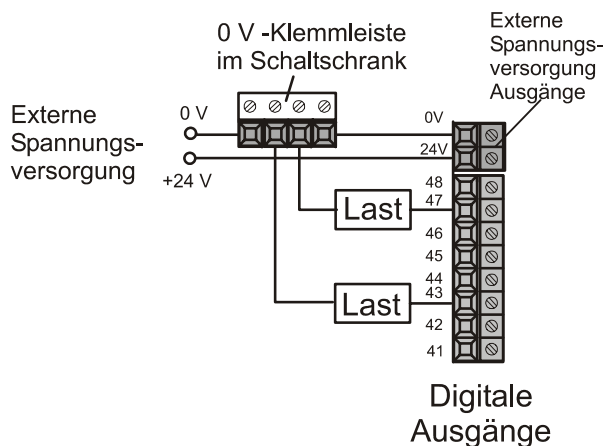 0 V -Klemmleiste
im Schaltschrank
Externe
Spannungs-
versorgung
Ausgänge
Externe
Spannungs-
versorgung
0 V
+24 V
0V
24V
48
47
46
45
44
43
42
41
Last
Last
Digitale
Ausgänge